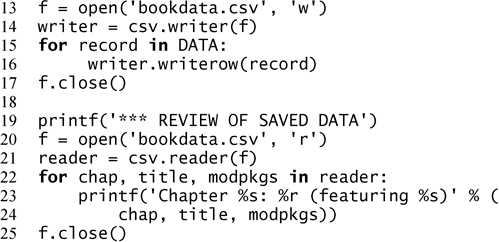 13 f = open('bookdata.csv', 'w')
14 writer = csv.writer(f)
15 for record in DATA:
16     writer.writerow(record)
17 f.close()
18
19 printf('*** REVIEW OF SAVED DATA')
20 f = open('bookdata.csv', 'r')
21 reader = csv.reader(f)
22 for chap, title, modpkgs in reader:
23     printf('Chapter %s: %r (featuring %s)' % (
24         chap, title, modpkgs))
25 f.close()